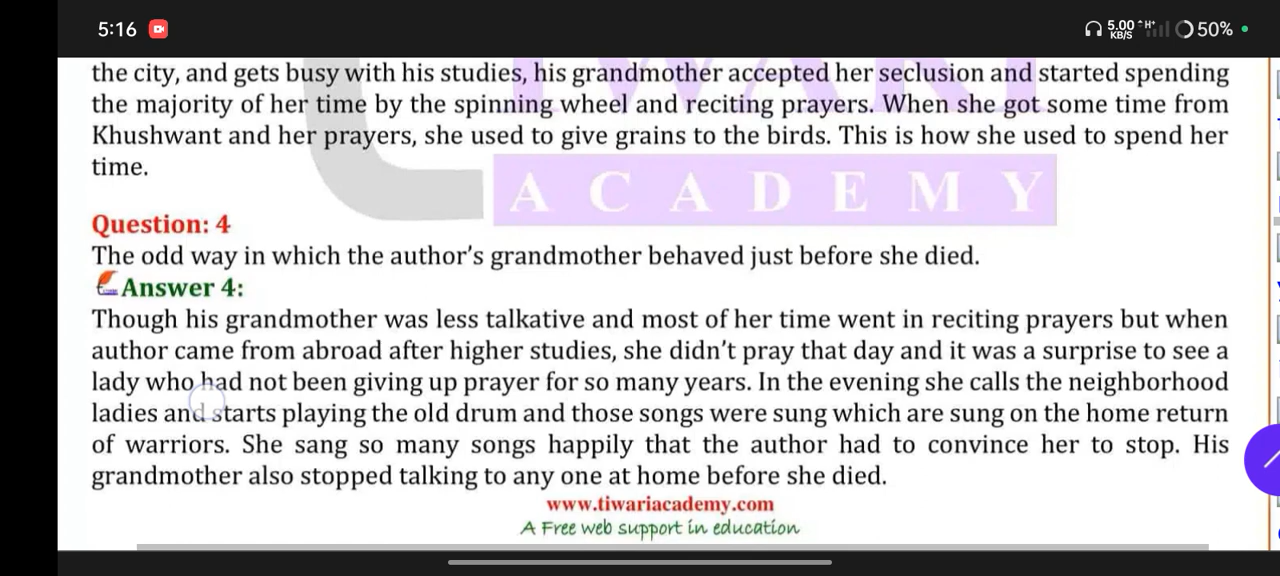 5:16
5.00 KB/S H+ 50%
the city, and gets busy with his studies, his grandmother accepted her seclusion and started spending
the majority of her time by the spinning wheel and reciting prayers. When she got some time from
Khushwant and her prayers, she used to give grains to the birds. This is how she used to spend her
time.
ACADEMY
Question: 4
The odd way in which the author's grandmother behaved just before she died.
Answer 4:
Though his grandmother was less talkative and most of her time went in reciting prayers but when
author came from abroad after higher studies, she didn't pray that day and it was a surprise to see a
lady who had not been giving up prayer for so many years. In the evening she calls the neighborhood
ladies and starts playing the old drum and those songs were sung which are sung on the home return
of warriors. She sang so many songs happily that the author had to convince her to stop. His
grandmother also stopped talking to any one at home before she died.
www.tiwariacademy.com
A Free web support in education